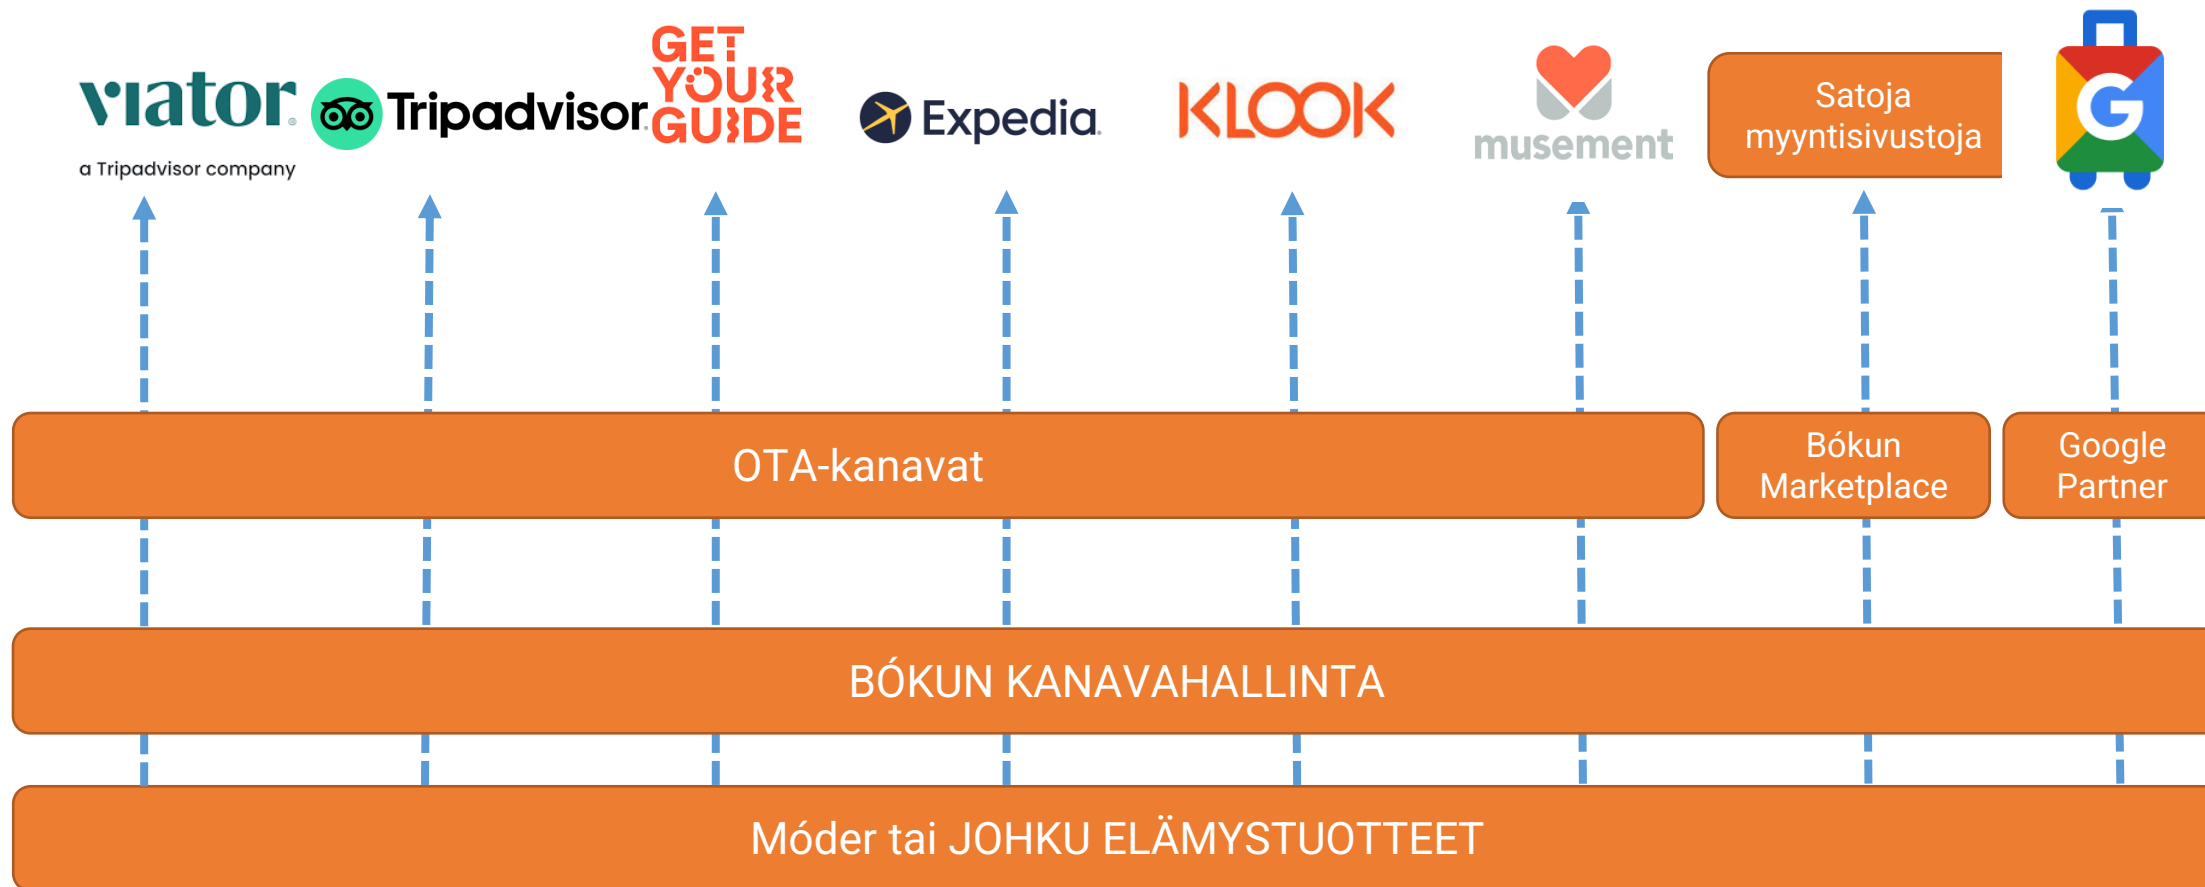 viator
a Tripadvisor company
Tripadvisor
GET
YOUR
GUIDE
Expedia
KLOOK
musement
Satoja
myyntisivustoja
G
OTA-kanavat
Bókun
Marketplace
Google
Partner
BÓKUN KANAVAHALLINTA
Móder tai JOHKU ELÄMYSTUOTTEET